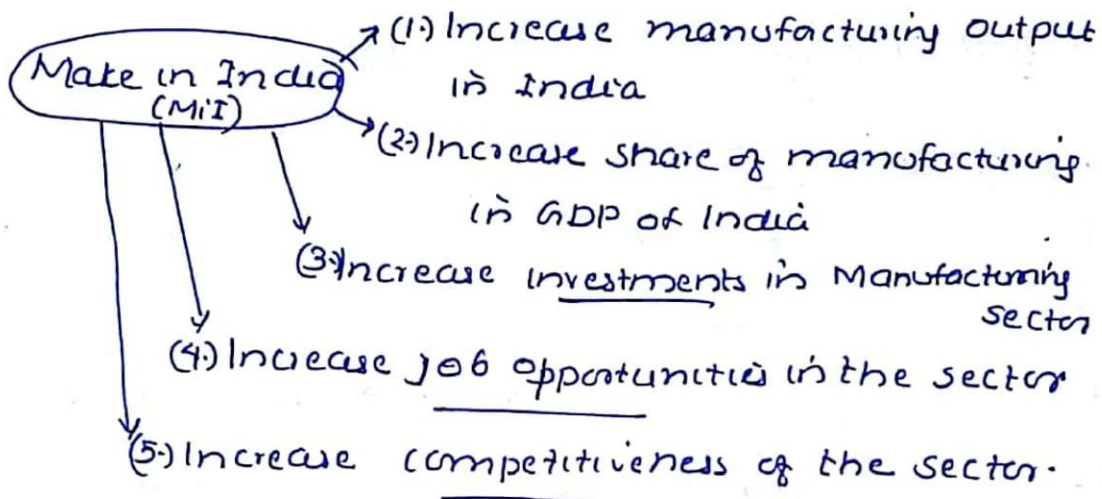 Make in India
(MiI)
(1.) Increase manufacturing output
in India
(2.) Increase share of manufacturing
in GDP of India
(3.) Increase investments in Manufacturing
sector
(4.) Increase job opportunities in the sector
(5.) Increase competitiveness of the sector.